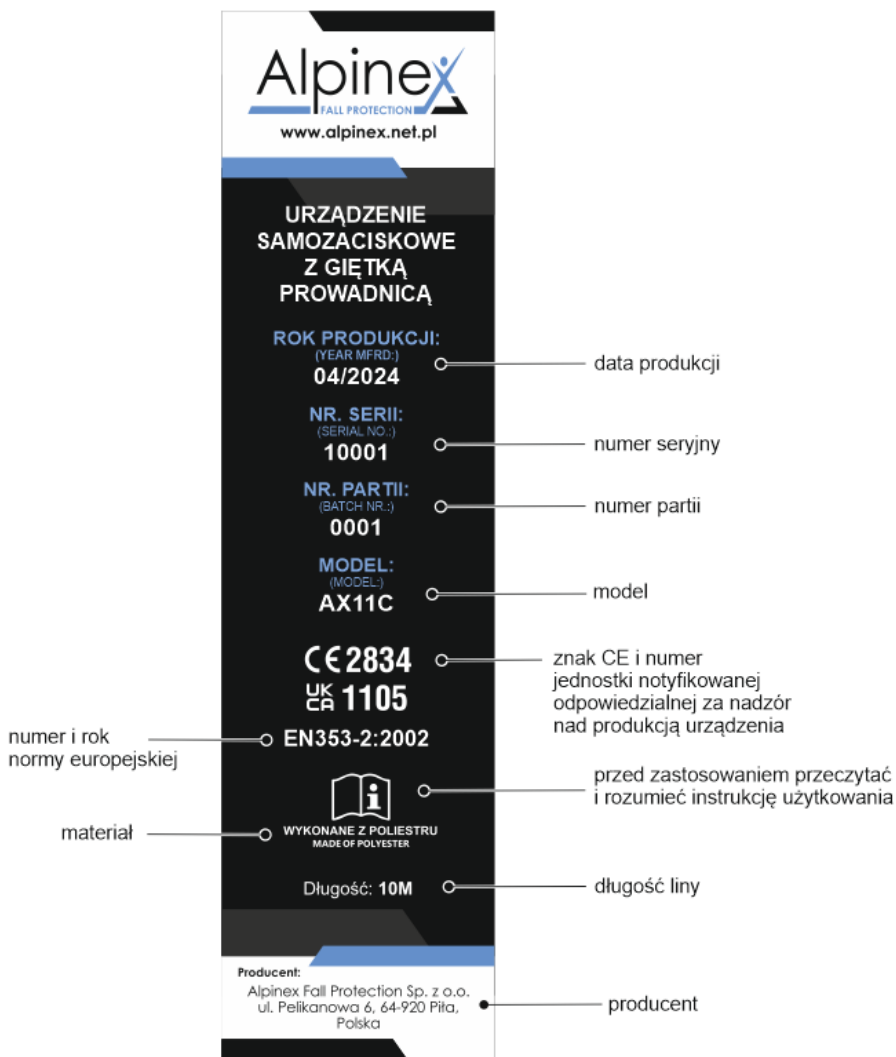 Alpinex
FALL PROTECTION
www.alpinex.net.pl
URZĄDZENIE
SAMOZACISKOWE
Z GIĘTKĄ
PROWADNICĄ
ROK PRODUKCJI:
(YEAR MFRD:)
04/2024
data produkcji
NR. SERII:
(SERIAL NO.:)
10001
numer seryjny
NR. PARTII:
(BATCH NR.:)
0001
numer partii
MODEL:
(MODEL:)
AX11C
model
CE 2834
UK
CA 1105
znak CE i numer
jednostki notyfikowanej
odpowiedzialnej za nadzór
nad produkcją urządzenia
numer i rok
normy europejskiej
EN353-2:2002
i
przed zastosowaniem przeczytać
i rozumieć instrukcję użytkowania
materiał
WYKONANE Z POLIESTRU
MADE OF POLYESTER
Długość: 10M
długość liny
Producent:
Alpinex Fall Protection Sp. z o.o.
ul. Pelikanowa 6, 64-920 Piła,
Polska
producent